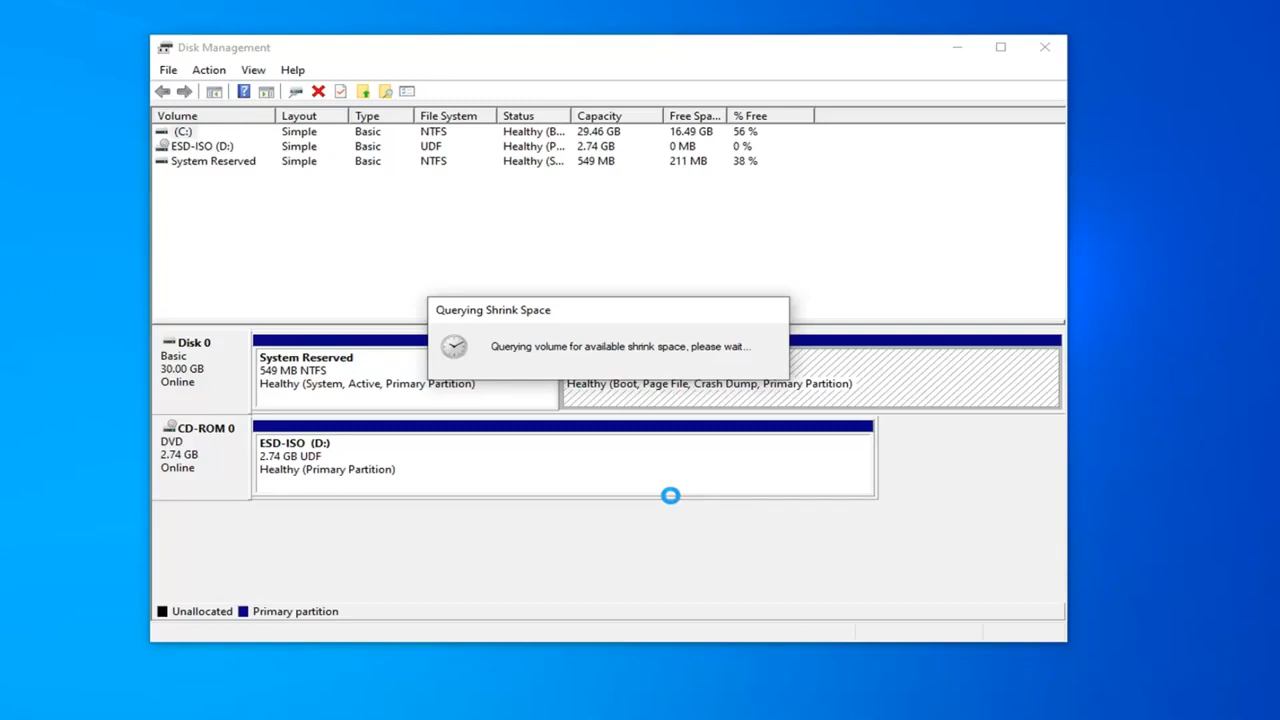 Disk Management
File Action View Help
Volume Layout Type File System Status Capacity Free Spa... % Free
(C:) Simple Basic NTFS Healthy (B... 29.46 GB 16.49 GB 56 %
ESD-ISO (D:) Simple Basic UDF Healthy (P... 2.74 GB 0 MB 0 %
System Reserved Simple Basic NTFS Healthy (S... 549 MB 211 MB 38 %
Querying Shrink Space
Querying volume for available shrink space, please wait...
Disk 0
Basic
30.00 GB
Online
System Reserved
549 MB NTFS
Healthy (System, Active, Primary Partition)
Healthy (Boot, Page File, Crash Dump, Primary Partition)
CD-ROM 0
DVD
2.74 GB
Online
ESD-ISO (D:)
2.74 GB UDF
Healthy (Primary Partition)
Unallocated Primary partition